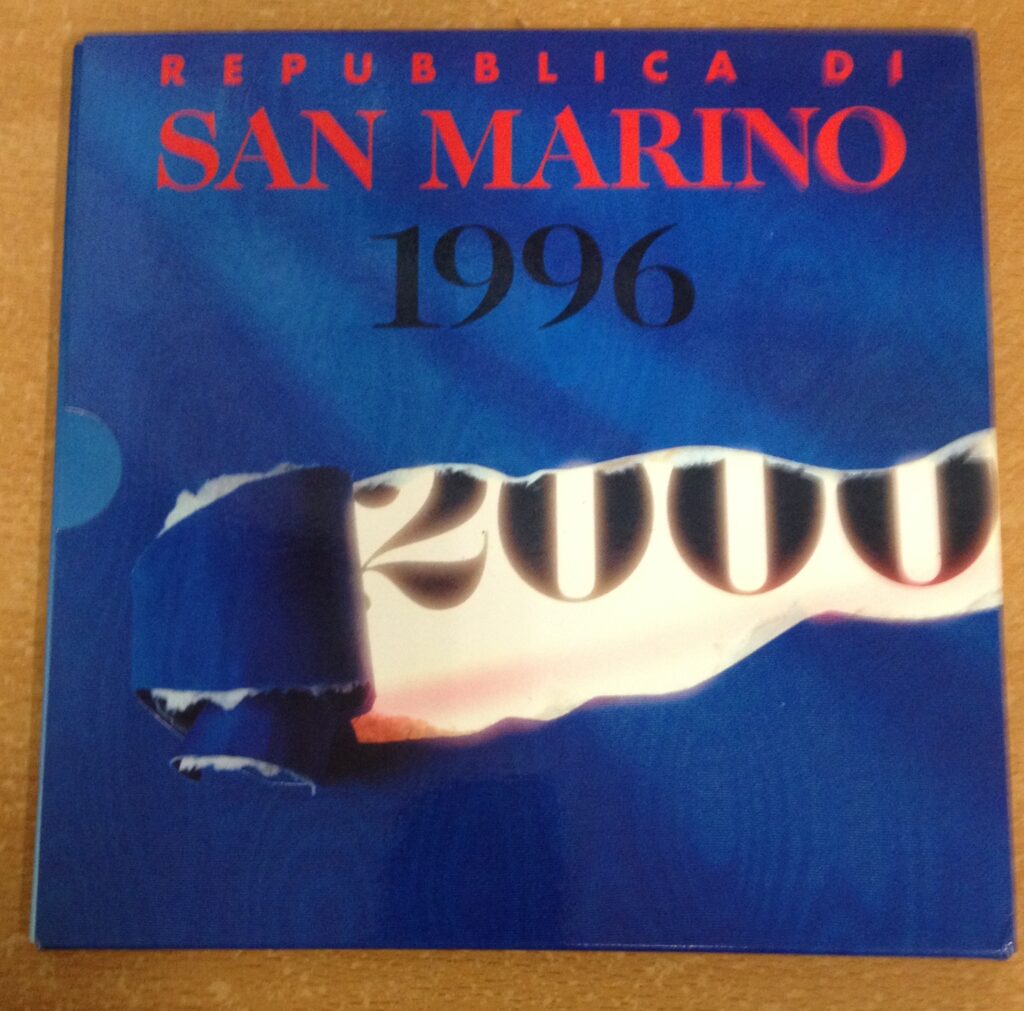 REPUBBLICA DI
SAN MARINO
1996
2000